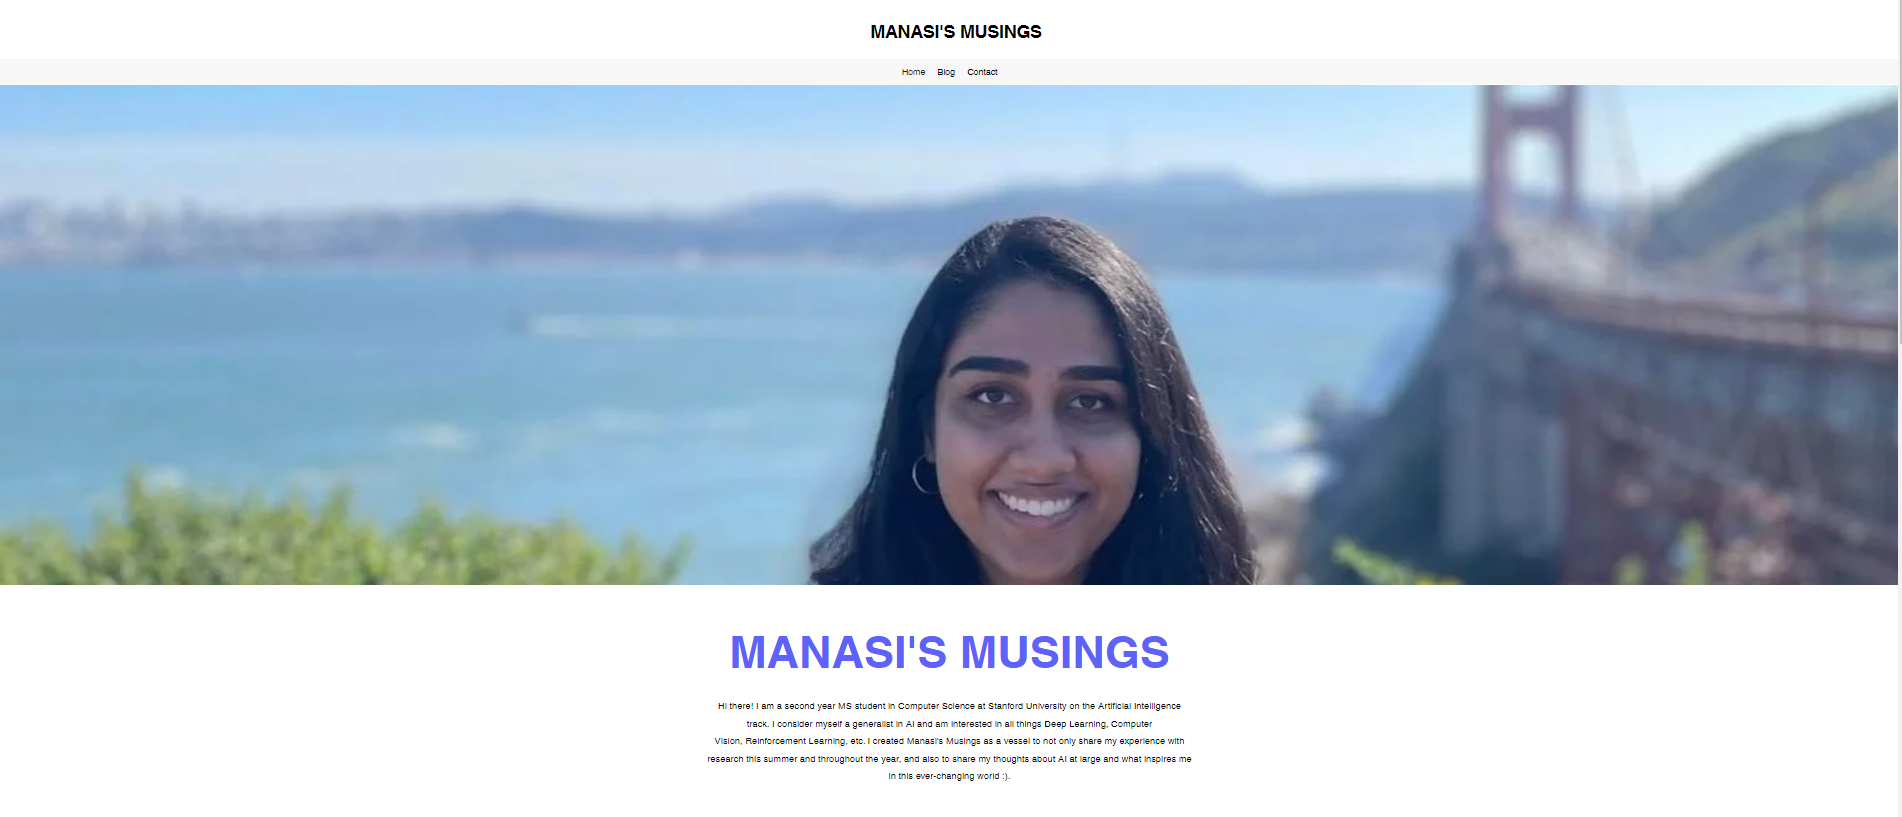 MANASI'S MUSINGS
Home Blog Contact
MANASI'S MUSINGS
Hi there! I am a second year MS student in Computer Science at Stanford University on the Artificial Intelligence
track. I consider myself a generalist in AI and am interested in all things Deep Learning, Computer
Vision, Reinforcement Learning, etc. I created Manasi's Musings as a vessel to not only share my experience with
research this summer and throughout the year, and also to share my thoughts about AI at large and what inspires me
in this ever-changing world :).